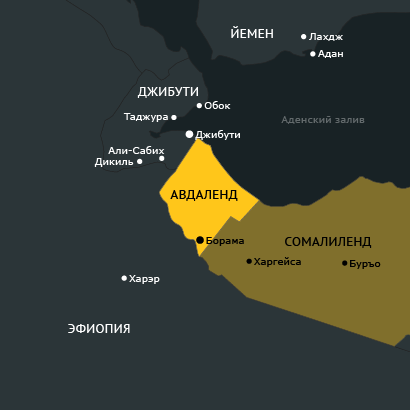 ЙЕМЕН
Лахдж
Адан
ДЖИБУТИ
Обок
Таджура
Аденский залив
Джибути
Али-Сабих
Дикиль
АВДАЛЕНД
Борама
СОМАЛИЛЕНД
Харгейса
Буръо
Харэр
ЭФИОПИЯ